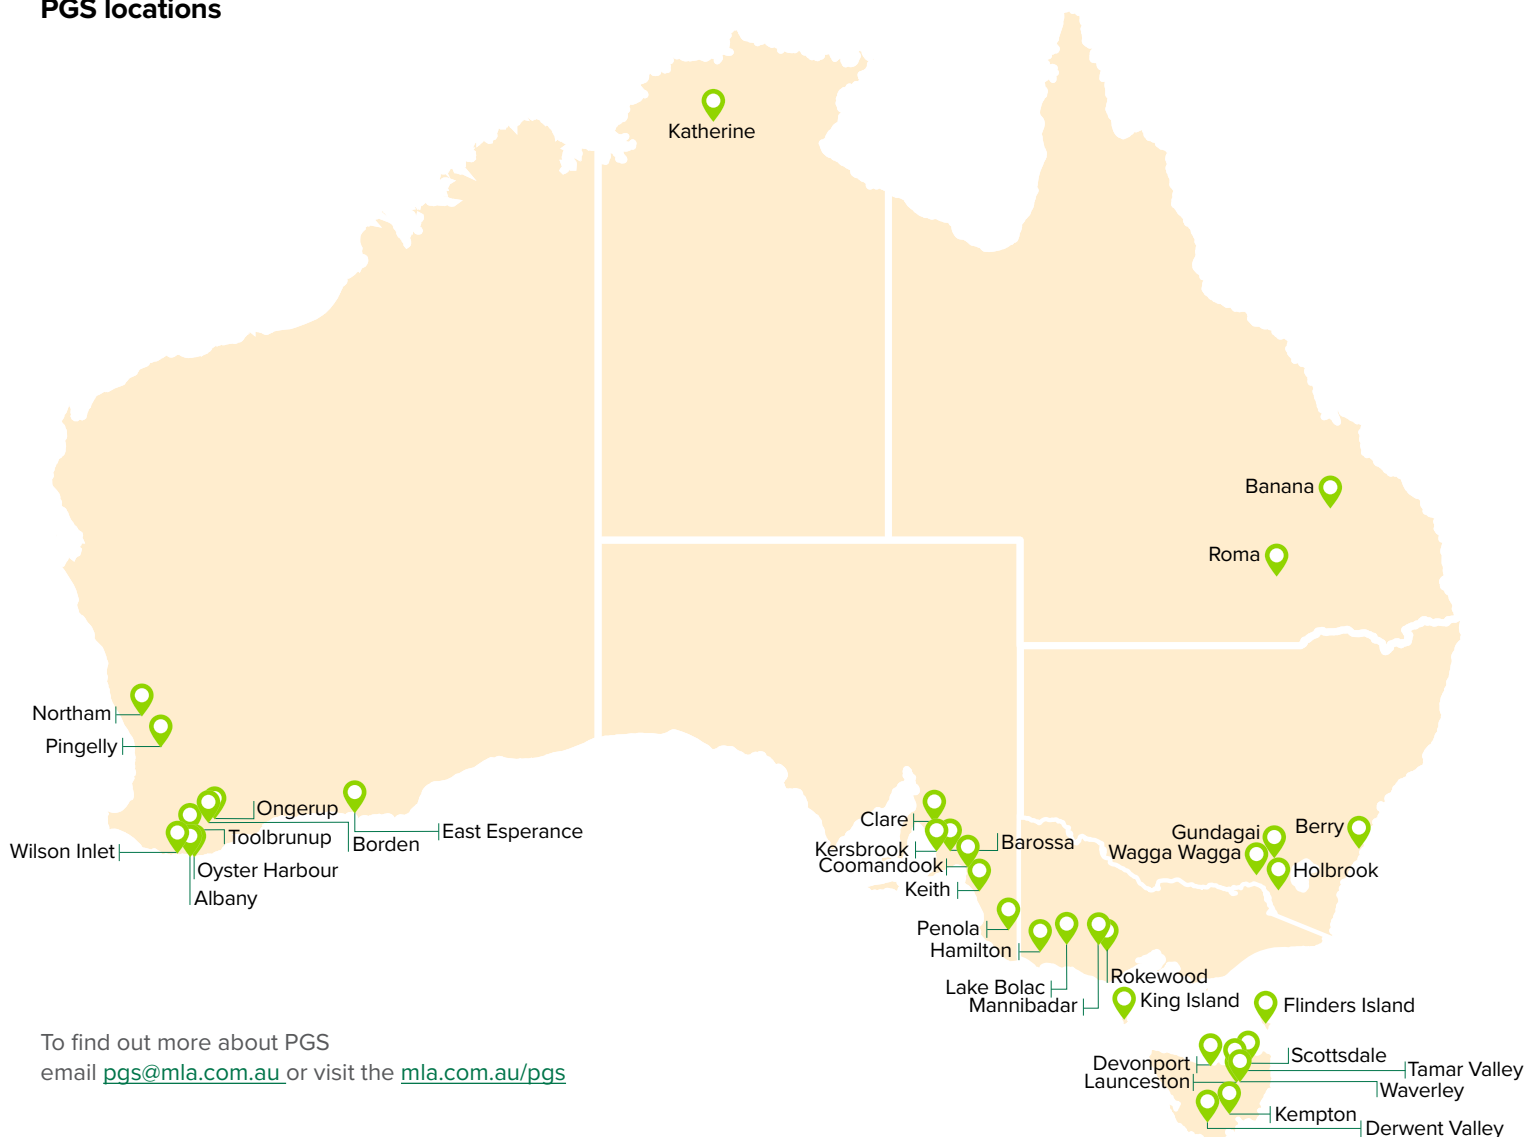 PGS locations
Katherine
Banana
Roma
Northam
Pingelly
Ongerup
East Esperance
Toolbrunup
Borden
Wilson Inlet
Oyster Harbour
Albany
Clare
Kersbrook
Barossa
Coomandook
Keith
Penola
Hamilton
Lake Bolac
Mannibadar
Rokewood
Gundagai
Berry
Wagga Wagga
Holbrook
King Island
Flinders Island
Devonport
Launceston
Scottsdale
Tamar Valley
Waverley
Kempton
Derwent Valley
To find out more about PGS
email pgs@mla.com.au or visit the mla.com.au/pgs